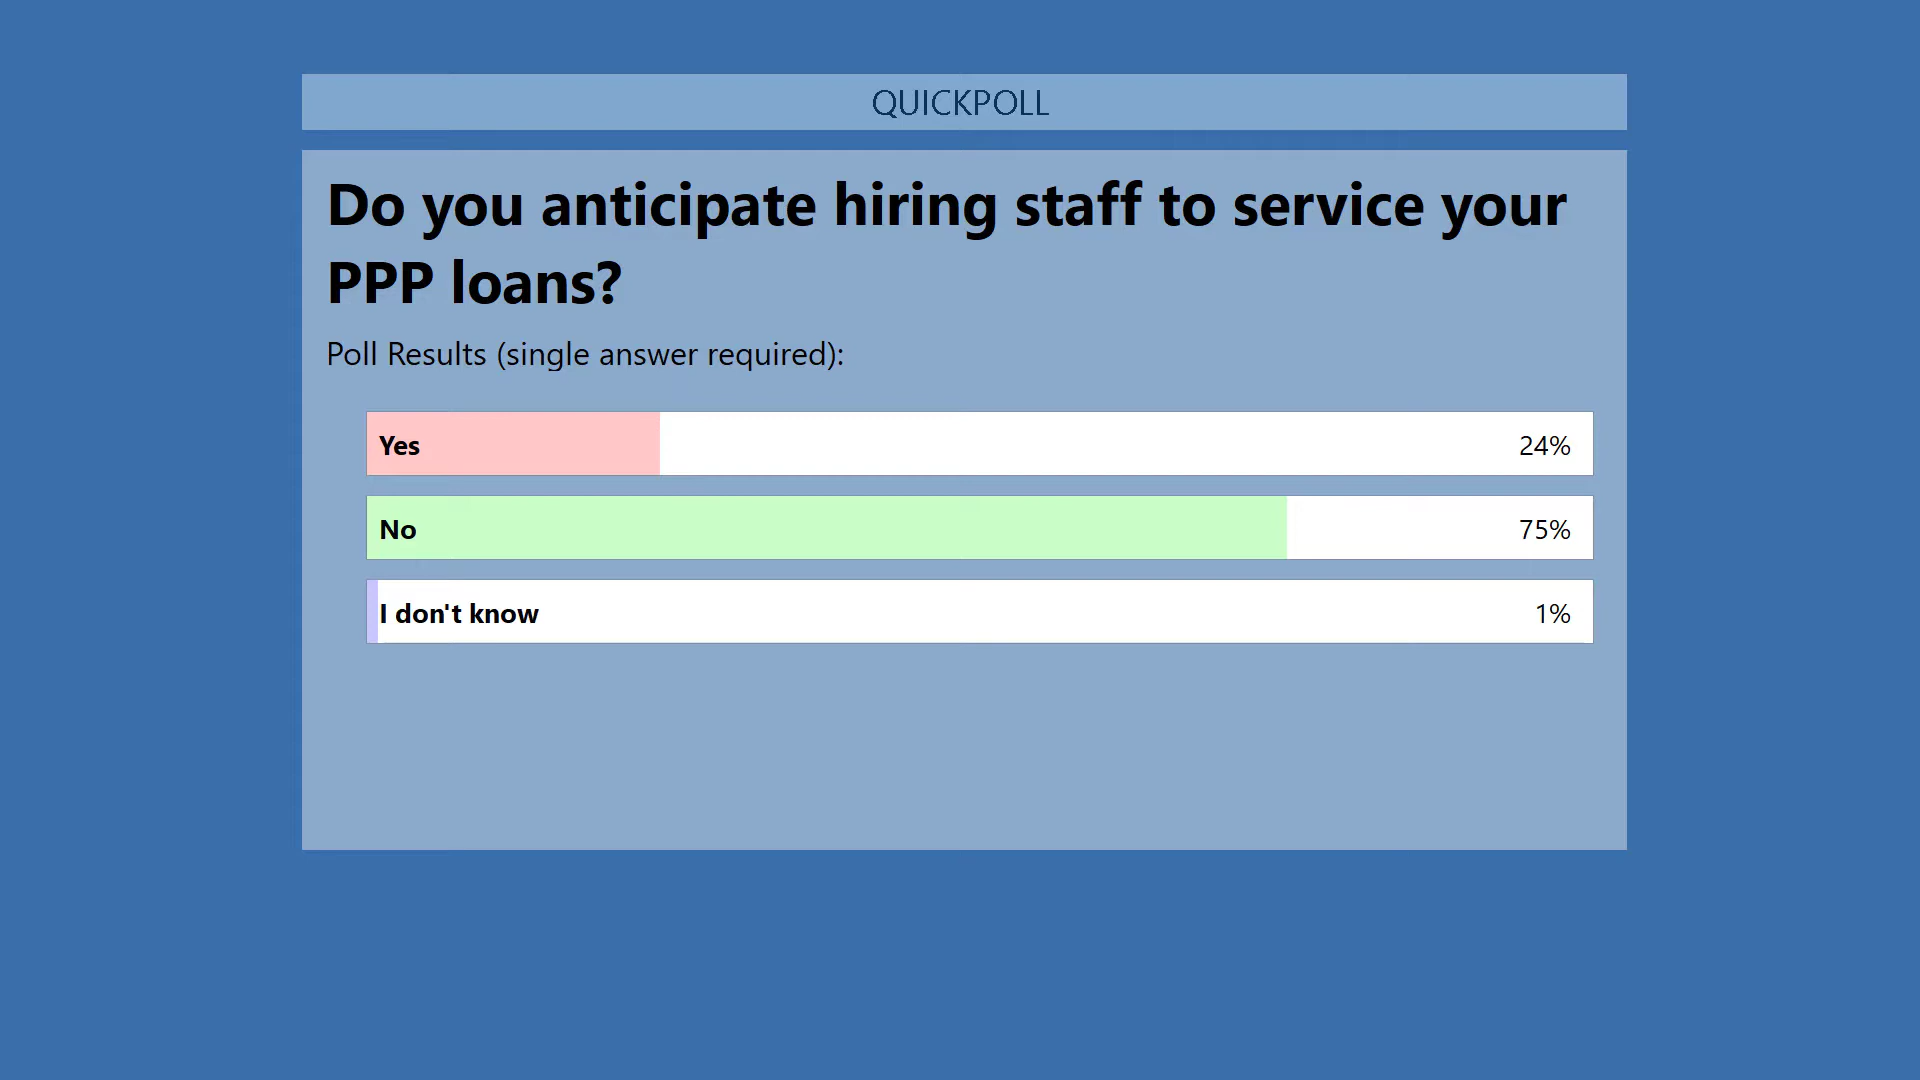 QUICKPOLL
Do you anticipate hiring staff to service your
PPP loans?
Poll Results (single answer required):
Yes 24%
No 75%
I don't know 1%